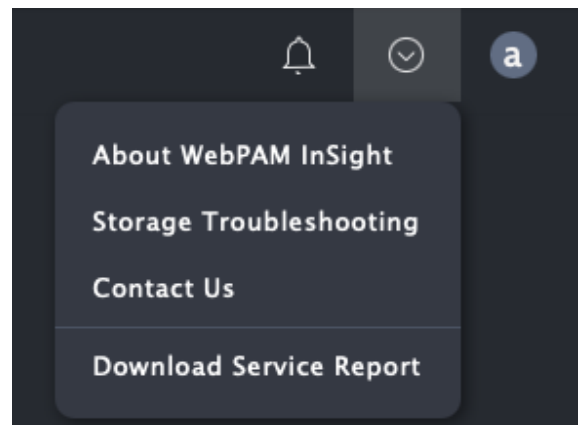 a
About WebPAM InSight
Storage Troubleshooting
Contact Us
Download Service Report